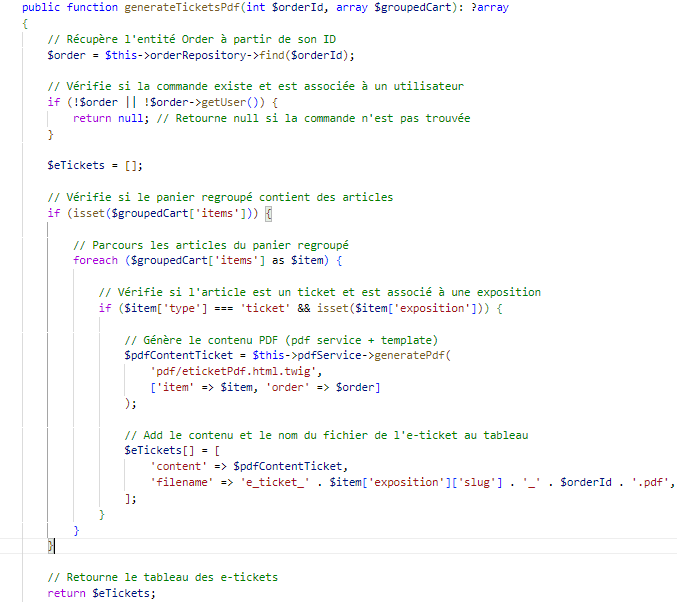 public function generateTicketsPdf(int $orderId, array $groupedCart): ?array
{
// Récupère l'entité Order à partir de son ID
$order = $this->orderRepository->find($orderId);
// Vérifie si la commande existe et est associée à un utilisateur
if (!$order || !$order->getUser()) {
return null; // Retourne null si la commande n'est pas trouvée
}
$eTickets = [];
// Vérifie si le panier regroupé contient des articles
if (isset($groupedCart['items'])) {
// Parcours les articles du panier regroupé
foreach ($groupedCart['items'] as $item) {
// Vérifie si l'article est un ticket et est associé à une exposition
if ($item['type'] === 'ticket' && isset($item['exposition'])) {
// Génère le contenu PDF (pdf service + template)
$pdfContentTicket = $this->pdfService->generatePdf(
'pdf/eticketPdf.html.twig',
['item' => $item, 'order' => $order]
);
// Add le contenu et le nom du fichier de l'e-ticket au tableau
$eTickets[] = [
'content' => $pdfContentTicket,
'filename' => 'e_ticket_' . $item['exposition']['slug'] . '_' . $orderId . '.pdf',
];
}
}
}
// Retourne le tableau des e-tickets
return $eTickets;